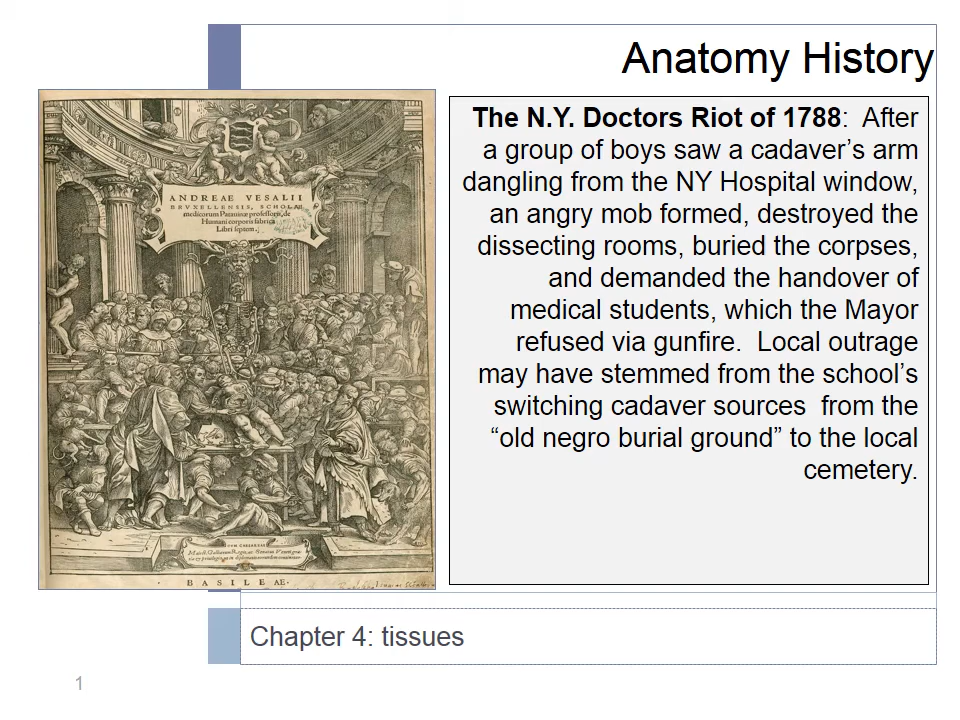 Anatomy History
ANDREAE VESALII
BRVXELLENSIS, SCHOLAE
medicorum Patauinæ professoris, de
Humani corporis fabrica
Libri septem.
BASILEAE.
The N.Y. Doctors Riot of 1788:  After
a group of boys saw a cadaver’s arm
dangling from the NY Hospital window,
an angry mob formed, destroyed the
dissecting rooms, buried the corpses,
and demanded the handover of
medical students, which the Mayor
refused via gunfire.  Local outrage
may have stemmed from the school’s
switching cadaver sources  from the
“old negro burial ground” to the local
cemetery.
Chapter 4: tissues
1